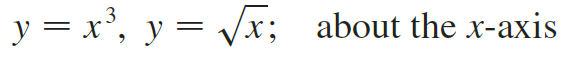 y = x³, y = √x; about the x-axis